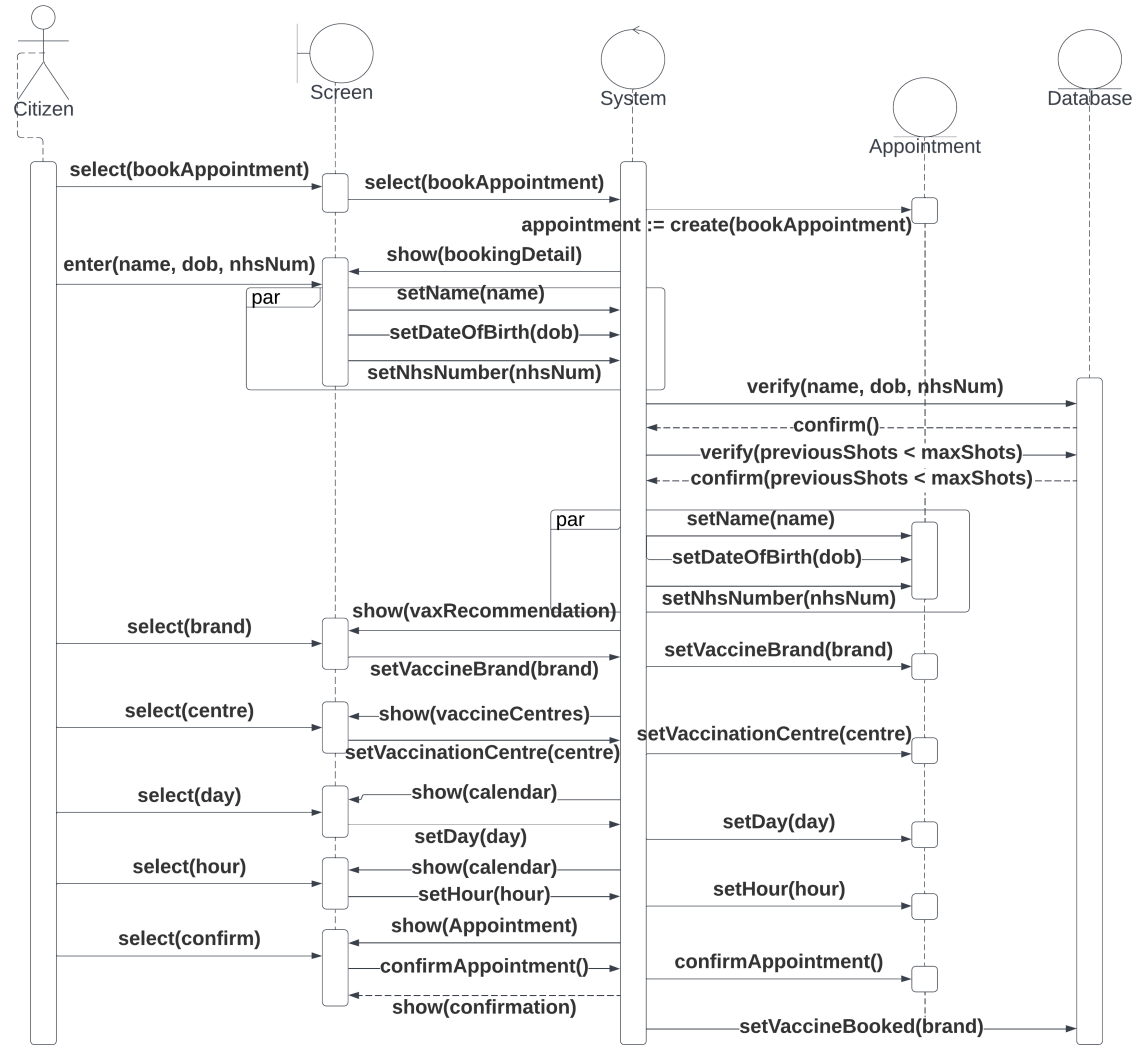 Citizen
Screen
System
Appointment
Database
select(bookAppointment)
select(bookAppointment)
appointment := create(bookAppointment)
show(bookingDetail)
enter(name, dob, nhsNum)
par
setName(name)
setDateOfBirth(dob)
setNhsNumber(nhsNum)
verify(name, dob, nhsNum)
confirm()
verify(previousShots < maxShots)
confirm(previousShots < maxShots)
par
setName(name)
setDateOfBirth(dob)
setNhsNumber(nhsNum)
show(vaxRecommendation)
select(brand)
setVaccineBrand(brand)
setVaccineBrand(brand)
select(centre)
show(vaccineCentres)
setVaccinationCentre(centre)
setVaccinationCentre(centre)
select(day)
show(calendar)
setDay(day)
setDay(day)
select(hour)
show(calendar)
setHour(hour)
setHour(hour)
show(Appointment)
select(confirm)
confirmAppointment()
confirmAppointment()
show(confirmation)
setVaccineBooked(brand)